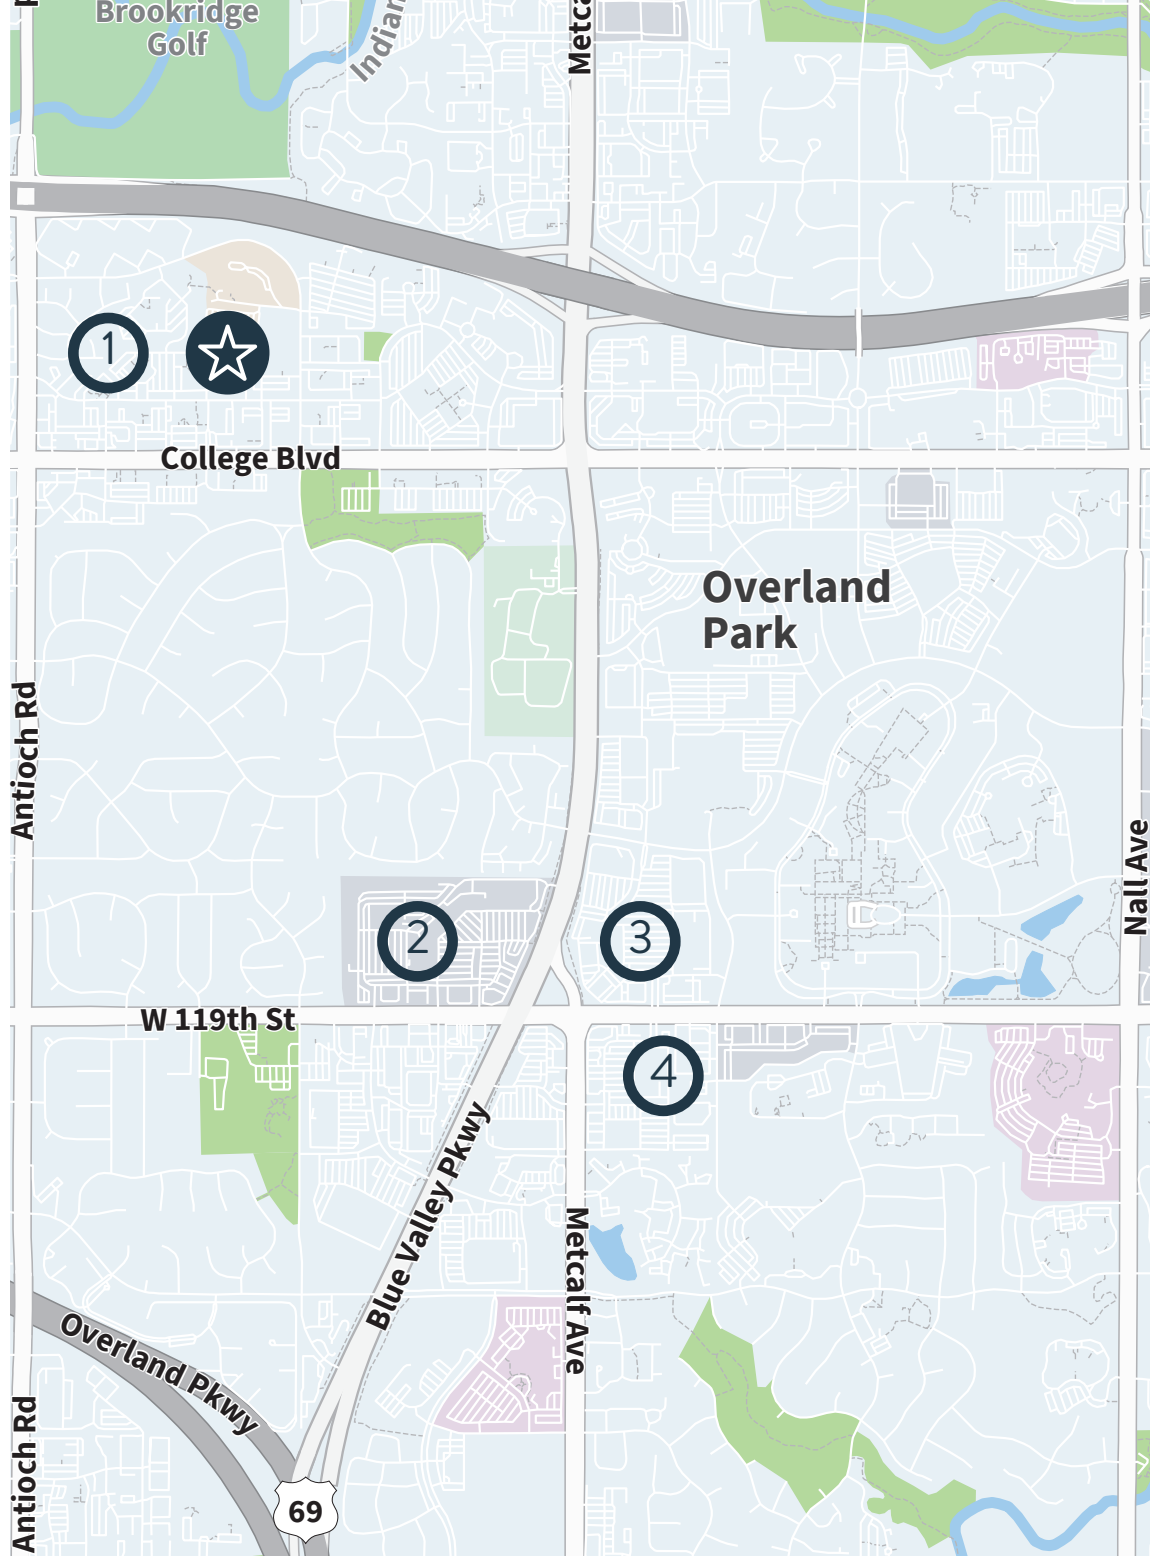 Brookridge
Golf
Indian
Metca
1
College Blvd
Overland
Park
Antioch Rd
Nall Ave
2
3
W 119th St
4
Blue Valley Pkwy
Metcalf Ave
Overland Pkwy
Antioch Rd
69